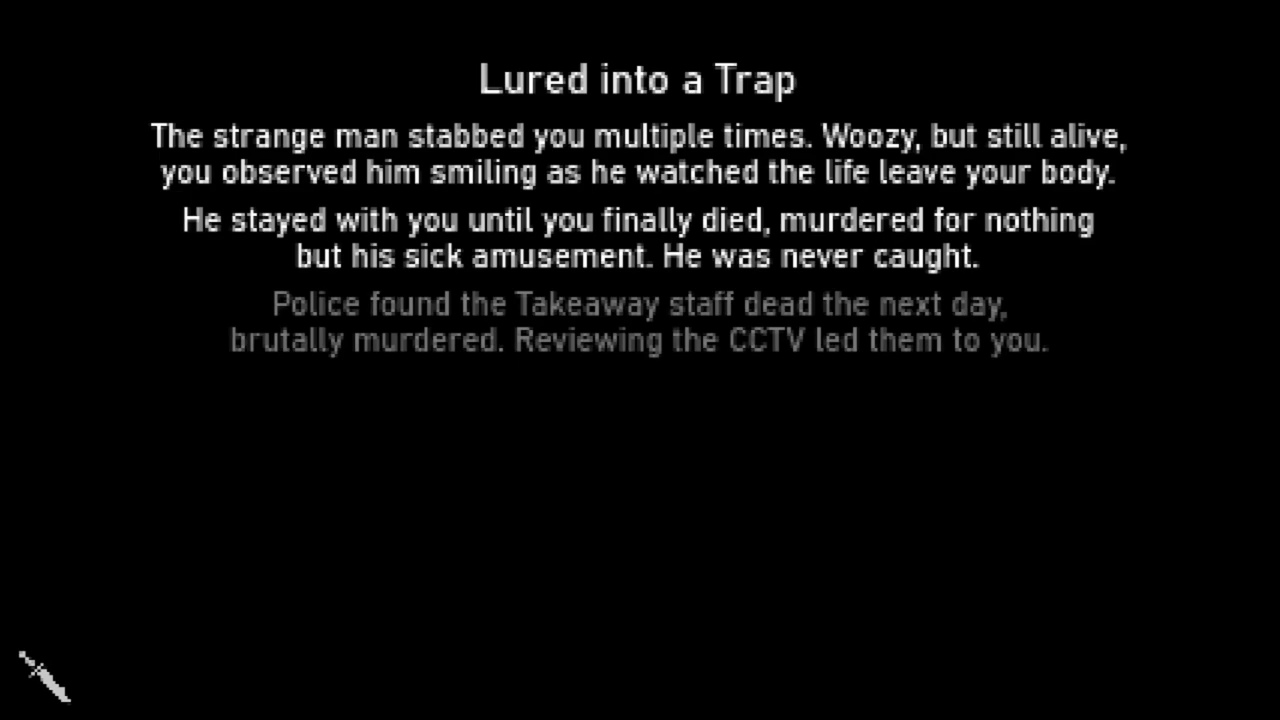 Lured into a Trap
The strange man stabbed you multiple times. Woozy, but still alive,
you observed him smiling as he watched the life leave your body.
He stayed with you until you finally died, murdered for nothing
but his sick amusement. He was never caught.
Police found the Takeaway staff dead the next day,
brutally murdered. Reviewing the CCTV led them to you.